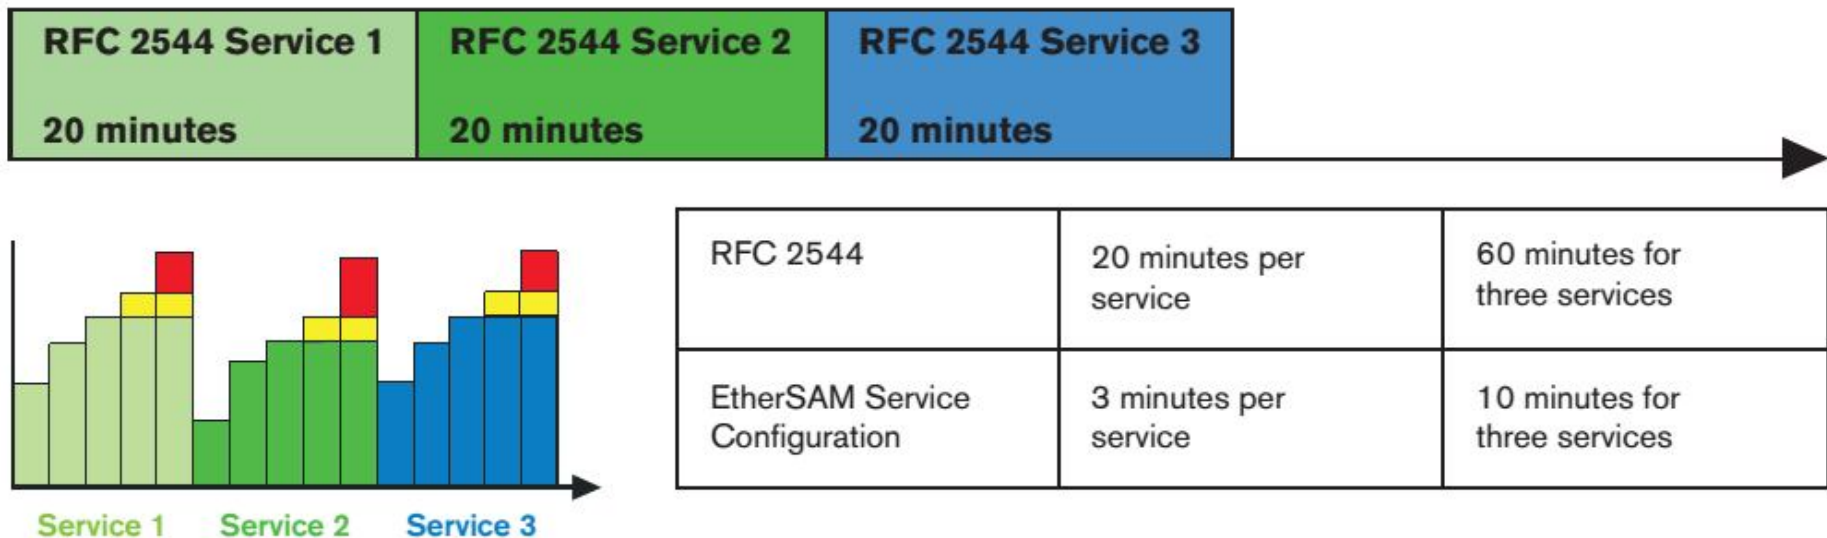 RFC 2544 Service 1
20 minutes
RFC 2544 Service 2
20 minutes
RFC 2544 Service 3
20 minutes
Service 1
Service 2
Service 3
RFC 2544
20 minutes per
service
60 minutes for
three services
EtherSAM Service
Configuration
3 minutes per
service
10 minutes for
three services